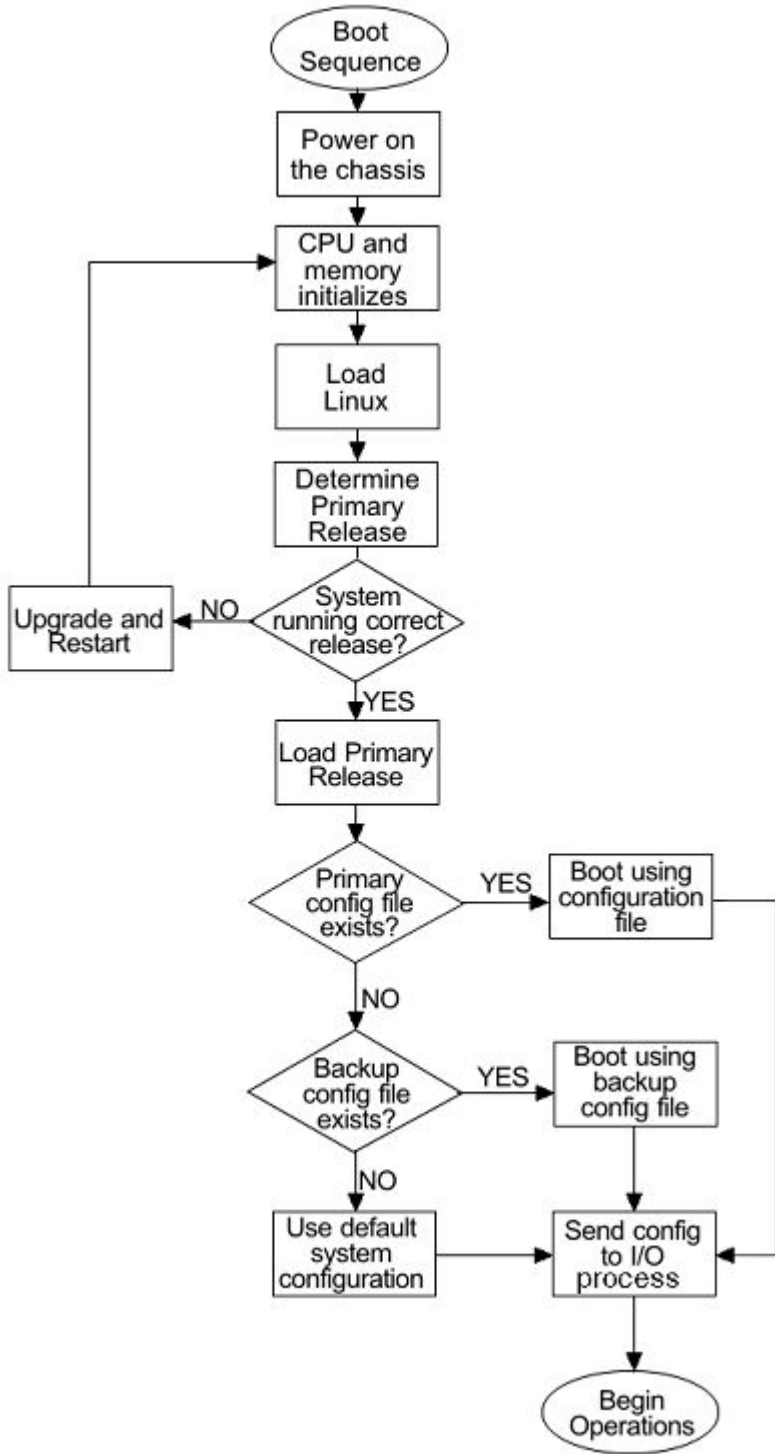 Boot
Sequence
Power on
the chassis
CPU and
memory
initializes
Load
Linux
Determine
Primary
Release
System
running correct
release?
NO
Upgrade and
Restart
YES
Load Primary
Release
Primary
config file
exists?
YES
Boot using
configuration
file
NO
Backup
config file
exists?
YES
Boot using
backup
config file
NO
Use default
system
configuration
Send config
to I/O
process
Begin
Operations